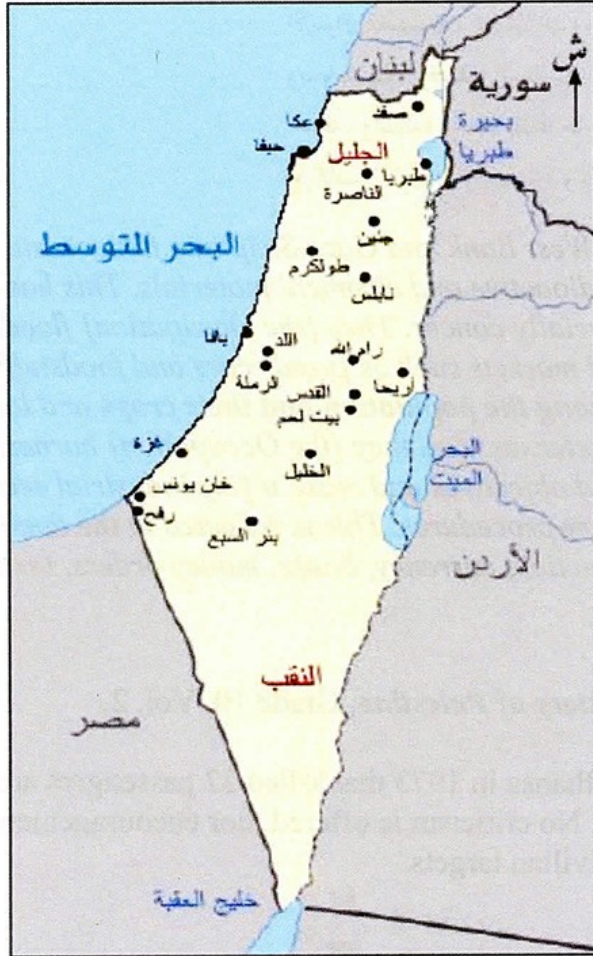 ش
لبنان
سورية
صفد
عكا
بحيرة
طبريا
حيفا
الجليل
طبريا
الناصرة
جنين
البحر المتوسط
طولكرم
نابلس
يافا
اللد
رام الله
الرملة
أريحا
القدس
بيت لحم
البحر
الميت
غزة
الخليل
خان يونس
رفح
بئر السبع
الأردن
النقب
مصر
خليج العقبة